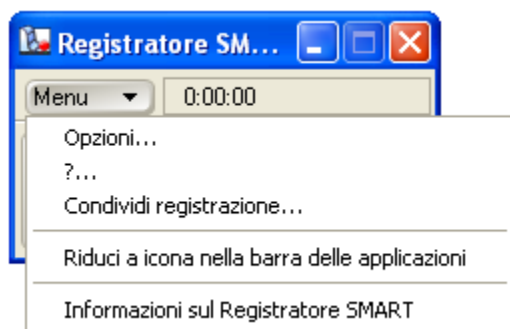 Registratore SM...
Menu
0:00:00
Opzioni...
?...
Condividi registrazione...
Riduci a icona nella barra delle applicazioni
Informazioni sul Registratore SMART